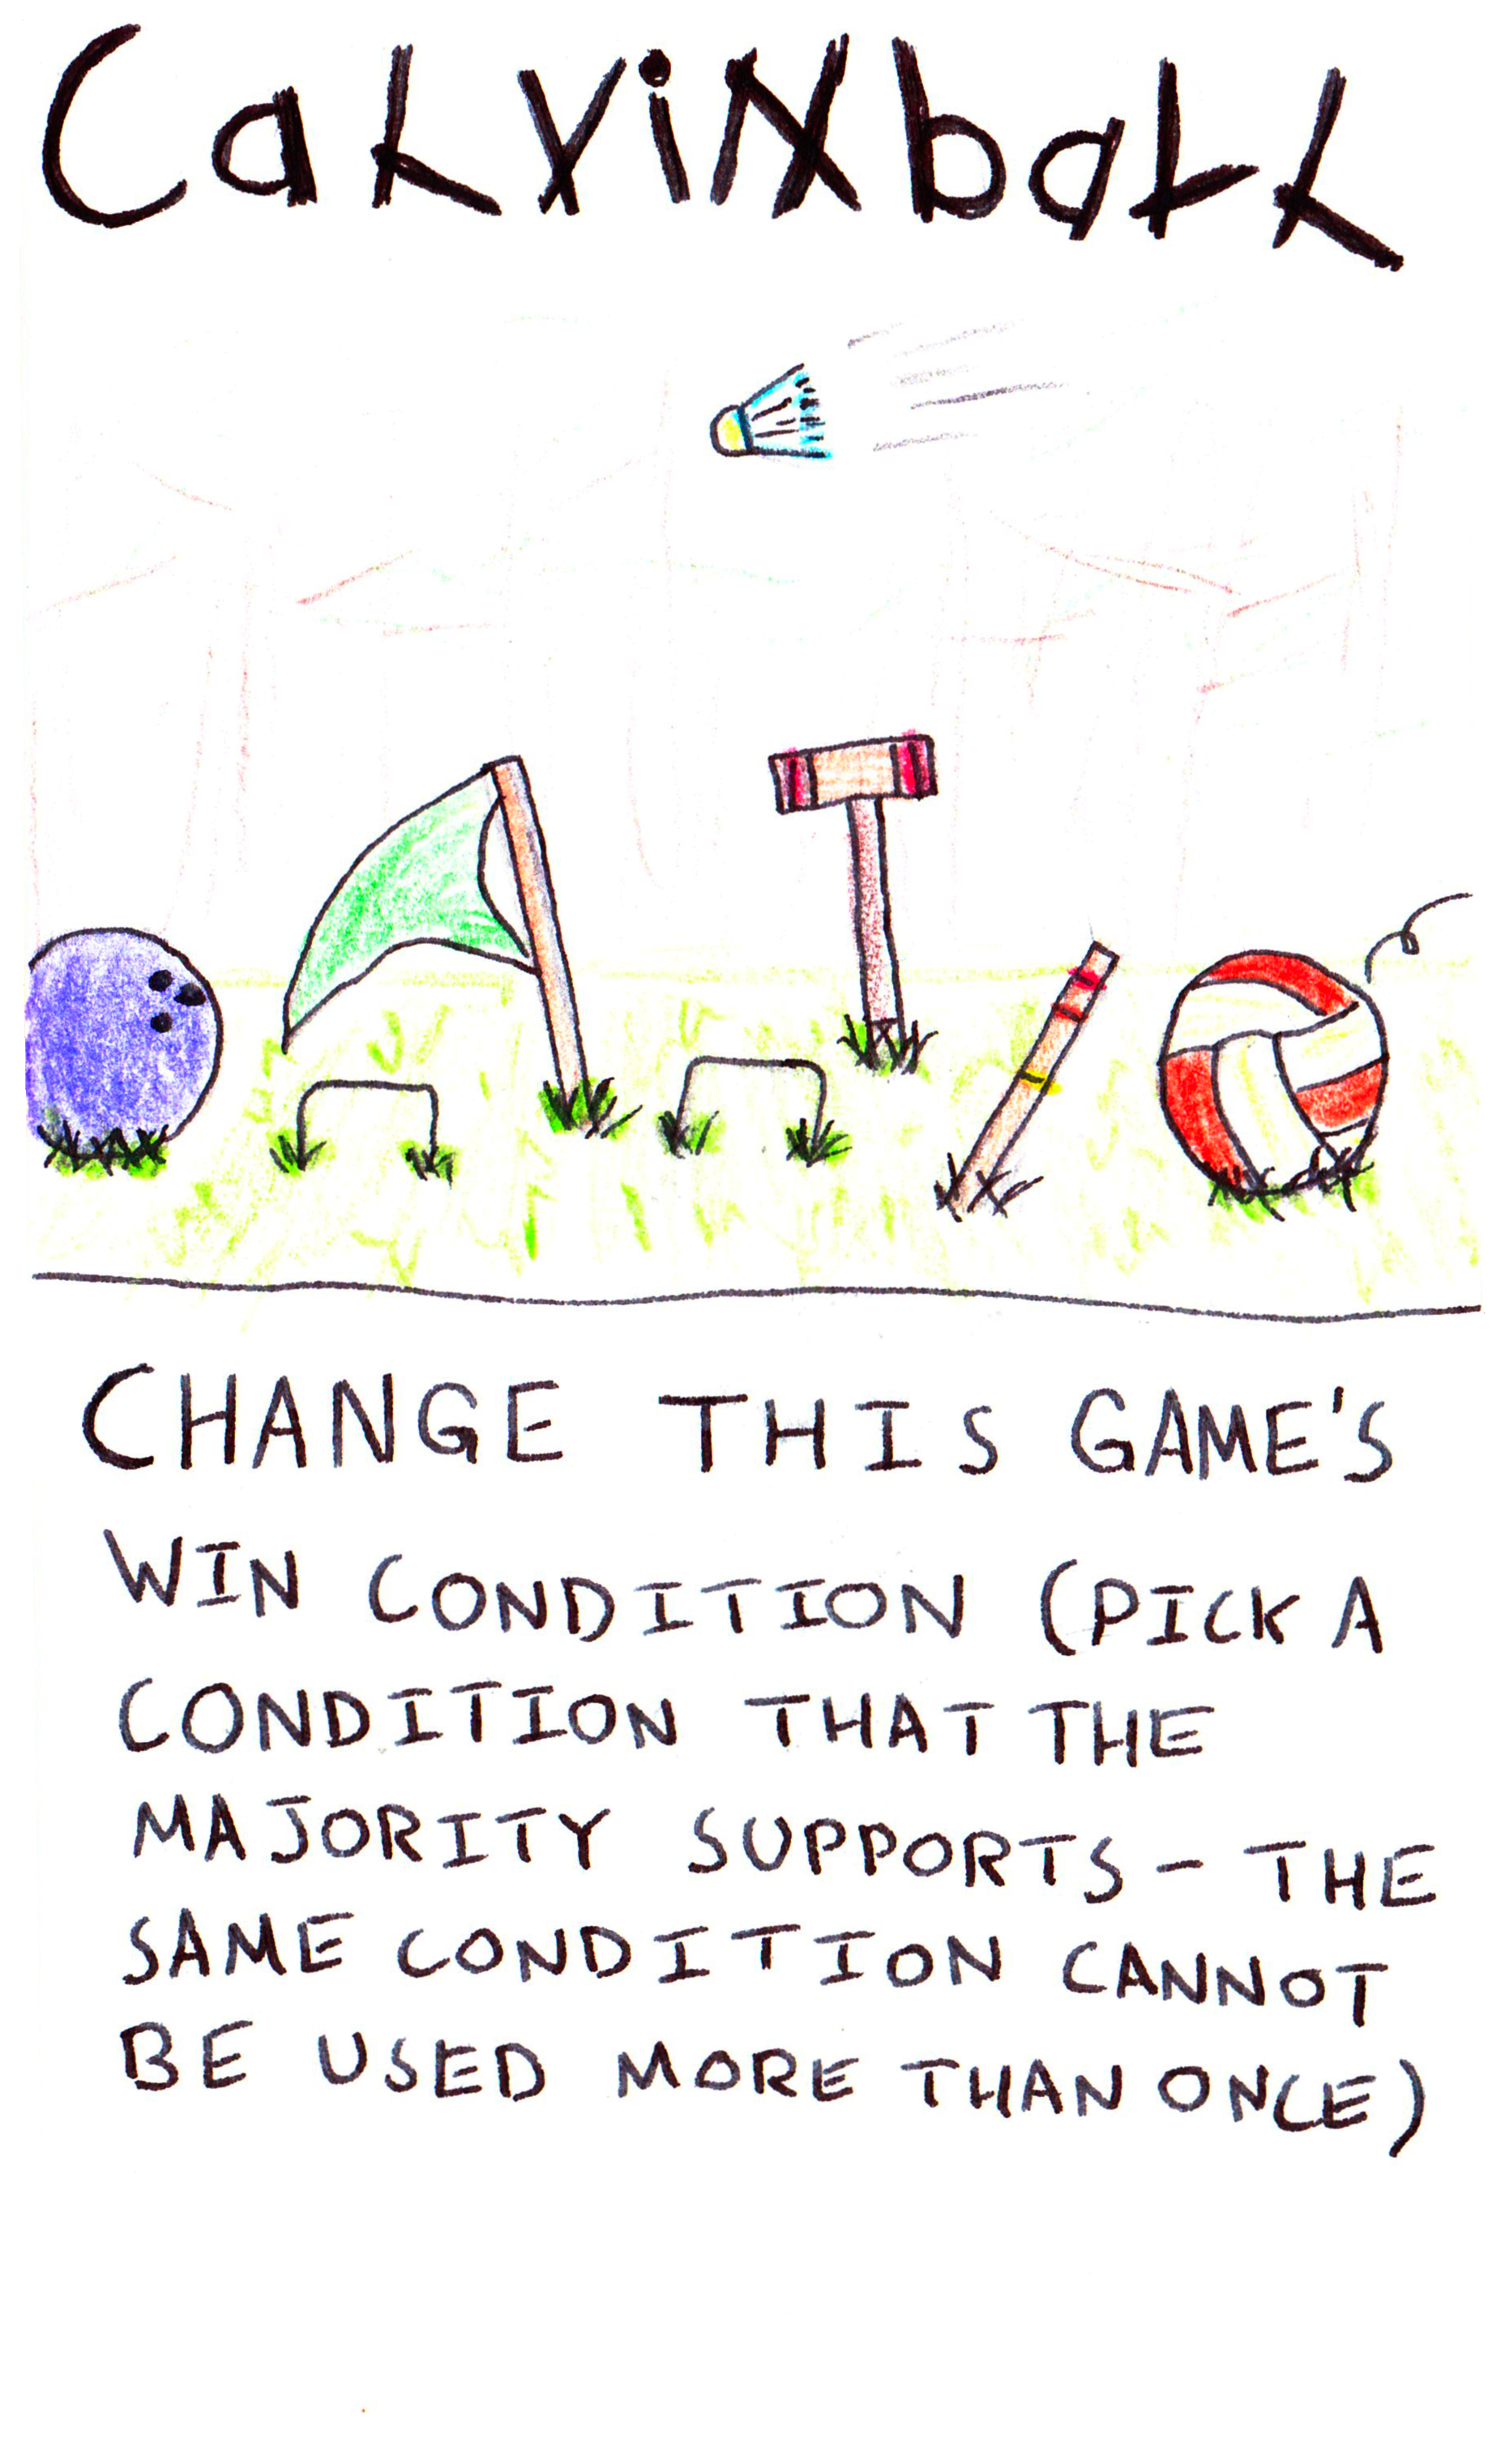 CaLViNbaLL
CHANGE THIS GAME'S
WIN CONDITION (PICK A
CONDITION THAT THE
MAJORITY SUPPORTS - THE
SAME CONDITION CANNOT
BE USED MORE THAN ONCE)